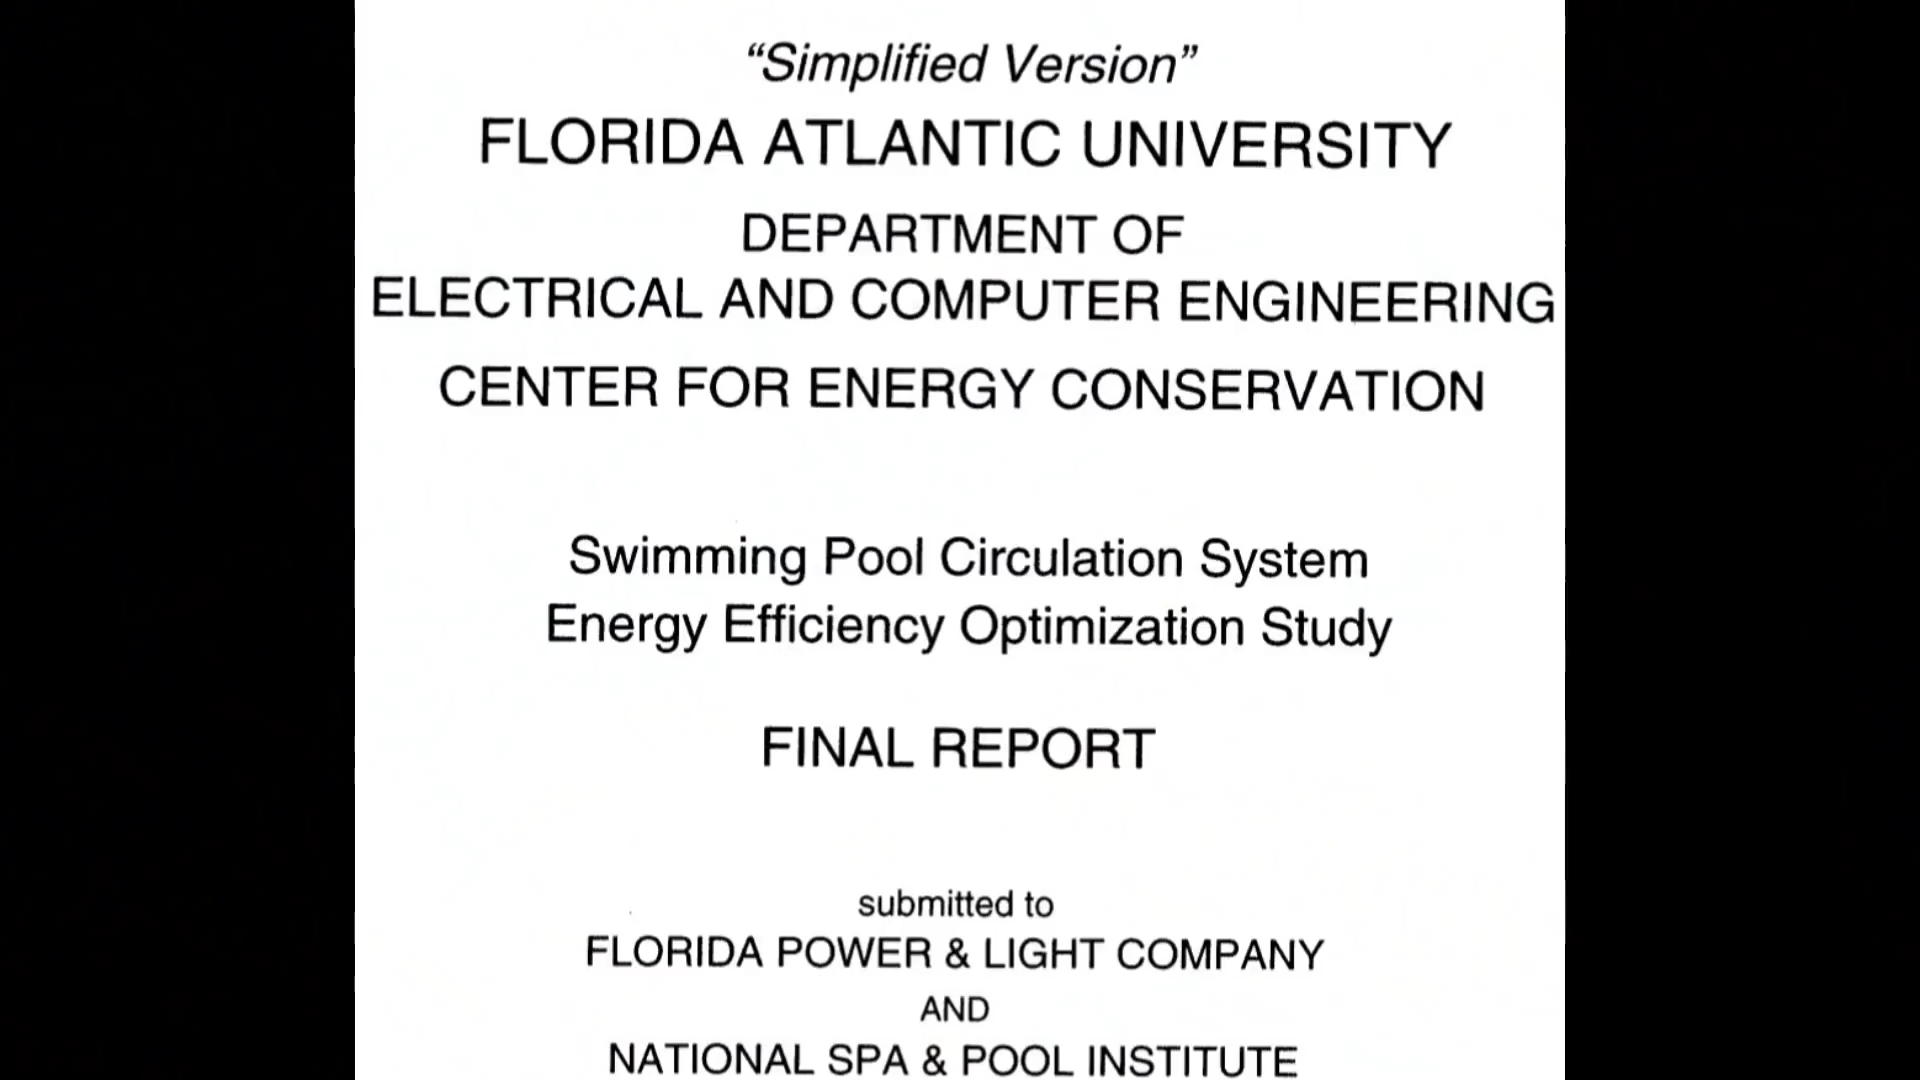 “Simplified Version”
FLORIDA ATLANTIC UNIVERSITY
DEPARTMENT OF
ELECTRICAL AND COMPUTER ENGINEERING
CENTER FOR ENERGY CONSERVATION
Swimming Pool Circulation System
Energy Efficiency Optimization Study
FINAL REPORT
submitted to
FLORIDA POWER & LIGHT COMPANY
AND
NATIONAL SPA & POOL INSTITUTE